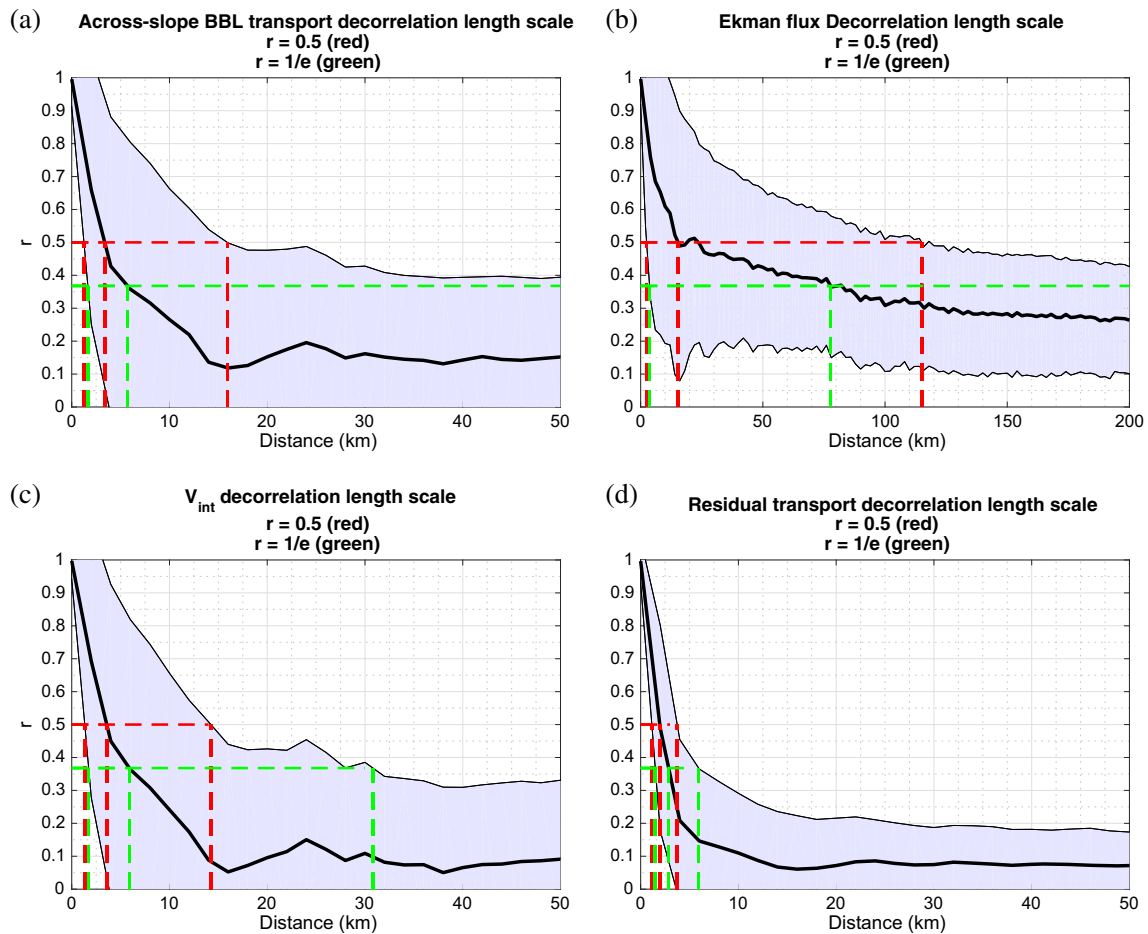 (a)
Across-slope BBL transport decorrelation length scale
r = 0.5 (red)
r = 1/e (green)
1
0.9
0.8
0.7
0.6
0.5
0.4
0.3
0.2
0.1
0
r
0 10 20 30 40 50
Distance (km)
(b)
Ekman flux Decorrelation length scale
r = 0.5 (red)
r = 1/e (green)
1
0.9
0.8
0.7
0.6
0.5
0.4
0.3
0.2
0.1
0
0 50 100 150 200
Distance (km)
(c)
Vint decorrelation length scale
r = 0.5 (red)
r = 1/e (green)
1
0.9
0.8
0.7
0.6
0.5
0.4
0.3
0.2
0.1
0
r
0 10 20 30 40 50
Distance (km)
(d)
Residual transport decorrelation length scale
r = 0.5 (red)
r = 1/e (green)
1
0.9
0.8
0.7
0.6
0.5
0.4
0.3
0.2
0.1
0
0 10 20 30 40 50
Distance (km)